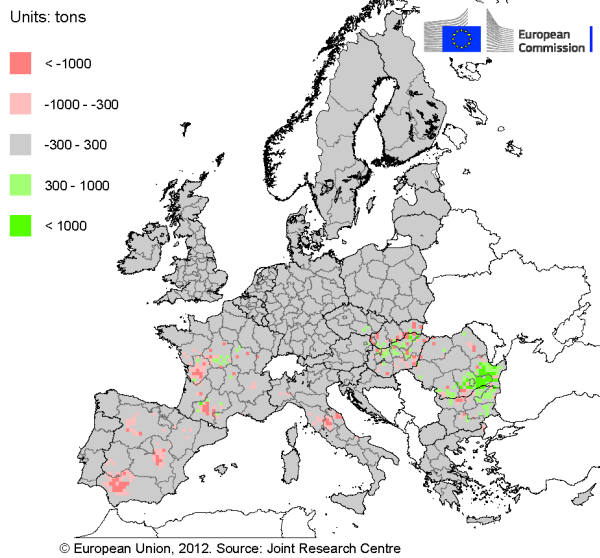 Units: tons
< -1000
-1000 - -300
-300 - 300
300 - 1000
< 1000
European
Commission
© European Union, 2012. Source: Joint Research Centre